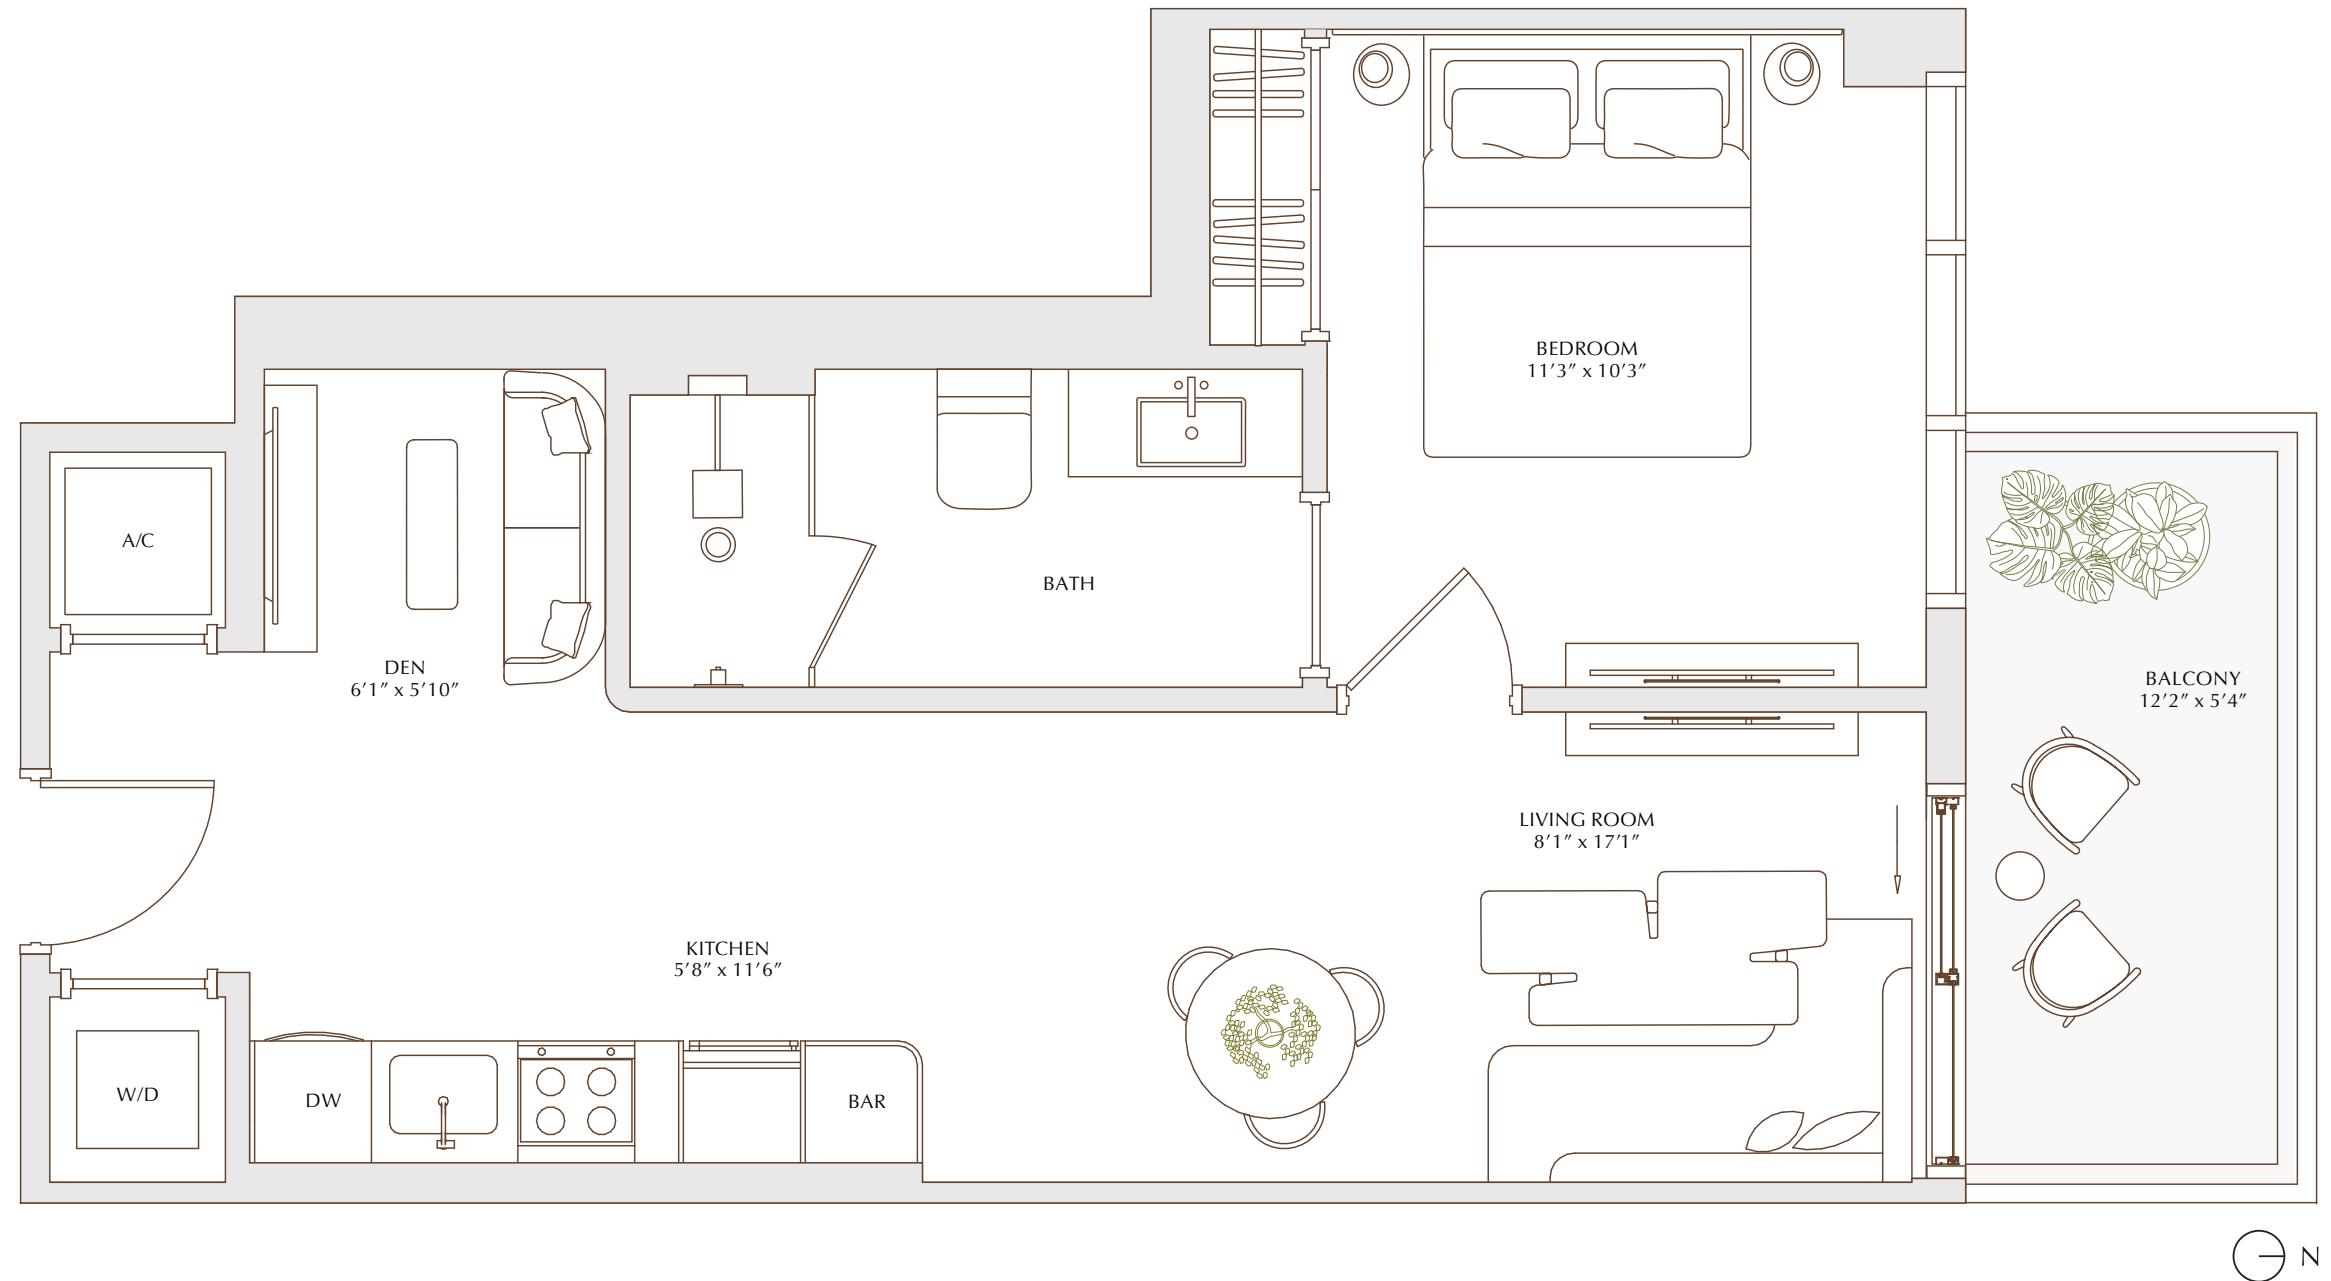 BEDROOM
11’3” x 10’3”
A/C
BATH
DEN
6’1” x 5’10”
BALCONY
12’2” x 5’4”
LIVING ROOM
8’1” x 17’1”
KITCHEN
5’8” x 11’6”
W/D
DW
BAR
N